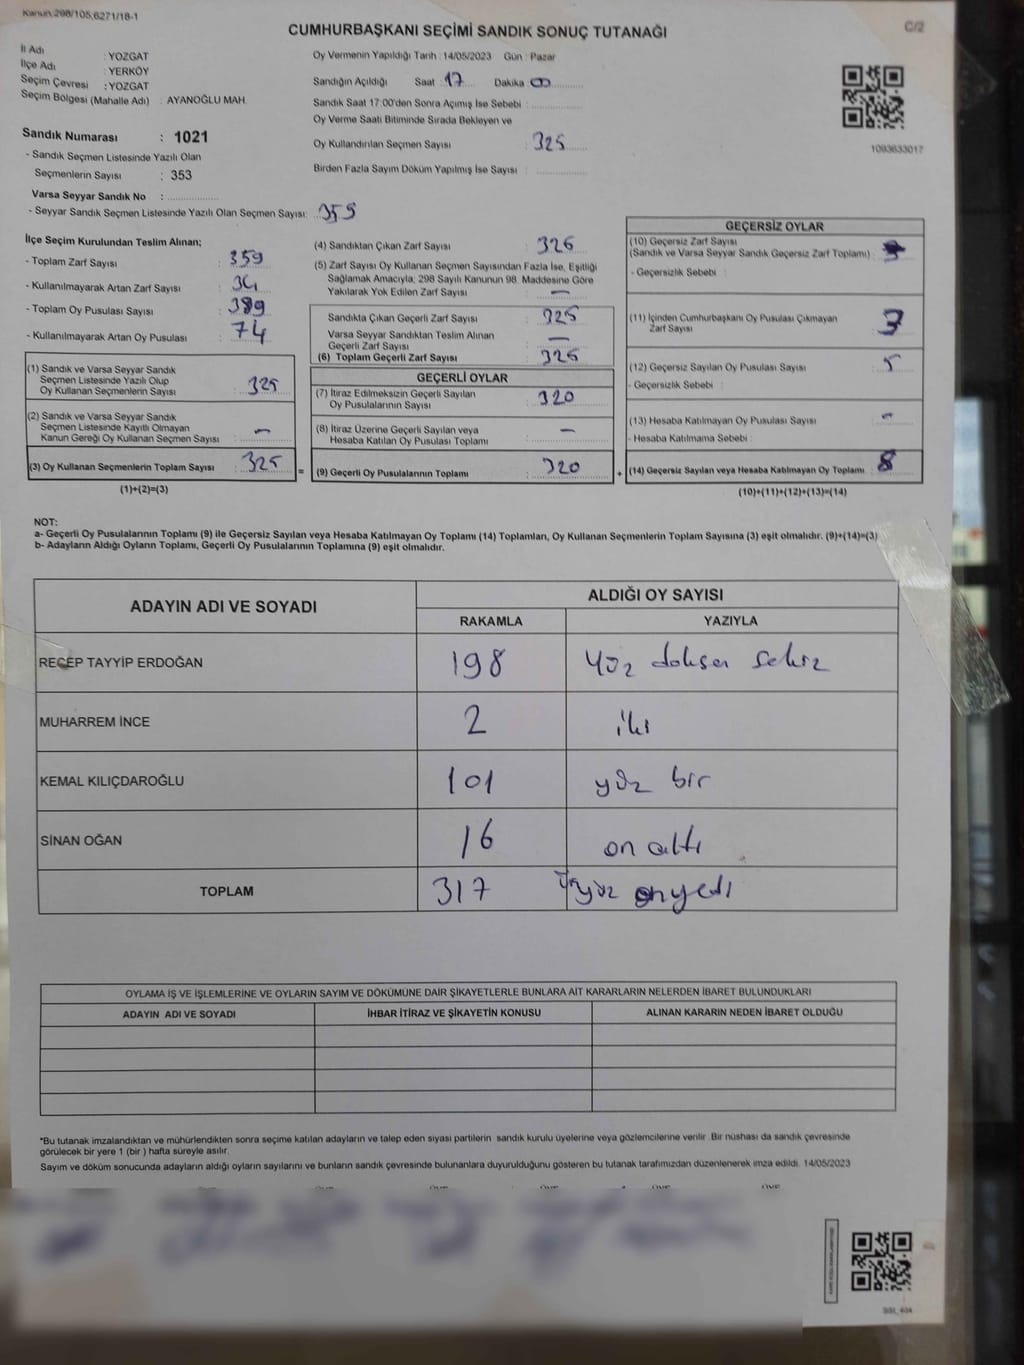 Kanun:298/105,6271/18-1
CUMHURBAŞKANI SEÇİMİ SANDIK SONUÇ TUTANAĞI
C/2
İl Adı : YOZGAT
İlçe Adı : YERKÖY
Seçim Çevresi : YOZGAT
Seçim Bölgesi (Mahalle Adı) : AYANOĞLU MAH.
Oy Vermenin Yapıldığı Tarih : 14/05/2023 Gün : Pazar
Sandığın Açıldığı Saat 17 Dakika 00
Sandık Saat 17:00'den Sonra Açımış İse Sebebi :
Oy Verme Saati Bitiminde Sırada Bekleyen ve
Oy Kullandırılan Seçmen Sayısı : 325
Birden Fazla Sayım Döküm Yapılmış İse Sayısı :
1093633017
Sandık Numarası : 1021
- Sandık Seçmen Listesinde Yazılı Olan
Seçmenlerin Sayısı : 353
Varsa Seyyar Sandık No :
- Seyyar Sandık Seçmen Listesinde Yazılı Olan Seçmen Sayısı:
İlçe Seçim Kurulundan Teslim Alınan;
- Toplam Zarf Sayısı : 359
- Kullanılmayarak Artan Zarf Sayısı : 34
- Toplam Oy Pusulası Sayısı : 389
- Kullanılmayarak Artan Oy Pusulası : 74
(1) Sandık ve Varsa Seyyar Sandık
Seçmen Listesinde Yazılı Olup
Oy Kullanan Seçmenlerin Sayısı : 325
(2) Sandık ve Varsa Seyyar Sandık
Seçmen Listesinde Kayıtlı Olmayan
Kanun Gereği Oy Kullanan Seçmen Sayısı : —
(3) Oy Kullanan Seçmenlerin Toplam Sayısı : 325
(1)+(2)=(3)
(4) Sandıktan Çıkan Zarf Sayısı : 325
(5) Zarf Sayısı Oy Kullanan Seçmen Sayısından Fazla İse, Eşitliği
Sağlamak Amacıyla; 298 Sayılı Kanunun 98. Maddesine Göre
Yakılarak Yok Edilen Zarf Sayısı : —
Sandıkta Çıkan Geçerli Zarf Sayısı : 325
Varsa Seyyar Sandıktan Teslim Alınan
Geçerli Zarf Sayısı : —
(6) Toplam Geçerli Zarf Sayısı : 325
GEÇERLİ OYLAR
(7) İtiraz Edilmeksizin Geçerli Sayılan
Oy Pusulalarının Sayısı : 320
(8) İtiraz Üzerine Geçerli Sayılan veya
Hesaba Katılan Oy Pusulası Toplamı : —
= (9) Geçerli Oy Pusulalarının Toplamı : 320
GEÇERSİZ OYLAR
(10) Geçersiz Zarf Sayısı
(Sandık ve Varsa Seyyar Sandık Geçersiz Zarf Toplamı) :
- Geçersizlik Sebebi :
(11) İçinden Cumhurbaşkanı Oy Pusulası Çıkmayan
Zarf Sayısı : 3
(12) Geçersiz Sayılan Oy Pusulası Sayısı : 5
- Geçersizlik Sebebi :
(13) Hesaba Katılmayan Oy Pusulası Sayısı : -
- Hesaba Katılmama Sebebi :
+ (14) Geçersiz Sayılan veya Hesaba Katılmayan Oy Toplamı : 8
(10)+(11)+(12)+(13)=(14)
NOT:
a- Geçerli Oy Pusulalarının Toplamı (9) ile Geçersiz Sayılan veya Hesaba Katılmayan Oy Toplamı (14) Toplamları, Oy Kullanan Seçmenlerin Toplam Sayısına (3) eşit olmalıdır. (9)+(14)=(3)
b- Adayların Aldığı Oyların Toplamı, Geçerli Oy Pusulalarının Toplamına (9) eşit olmalıdır.
ADAYIN ADI VE SOYADI ALDIĞI OY SAYISI
RAKAMLA YAZIYLA
RECEP TAYYİP ERDOĞAN 198 Yüz doksan sekiz
MUHARREM İNCE 2 iki
KEMAL KILIÇDAROĞLU 101 yüz bir
SİNAN OĞAN 16 on altı
TOPLAM 317 Üçyüz onyedi
OYLAMA İŞ VE İŞLEMLERİNE VE OYLARIN SAYIM VE DÖKÜMÜNE DAİR ŞİKAYETLERLE BUNLARA AİT KARARLARIN NELERDEN İBARET BULUNDUKLARI
ADAYIN ADI VE SOYADI İHBAR İTİRAZ VE ŞİKAYETİN KONUSU ALINAN KARARIN NEDEN İBARET OLDUĞU
*Bu tutanak imzalandıktan ve mühürlendikten sonra seçime katılan adayların ve talep eden siyasi partilerin sandık kurulu üyelerine veya gözlemcilerine verilir. Bir nüshası da sandık çevresinde
görülecek bir yere 1 (bir ) hafta süreyle asılır.
Sayım ve döküm sonucunda adayların aldığı oyların sayılarını ve bunların sandık çevresinde bulunanlara duyurulduğunu gösteren bu tutanak tarafımızdan düzenlenerek imza edildi. 14/05/2023